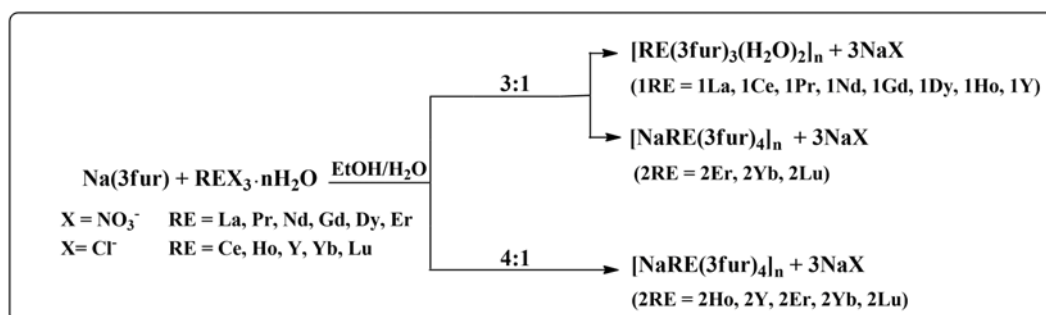 [RE(3fur)₃(H₂O)₂]ₙ + 3NaX
3:1
(1RE = 1La, 1Ce, 1Pr, 1Nd, 1Gd, 1Dy, 1Ho, 1Y)
[NaRE(3fur)₄]ₙ + 3NaX
Na(3fur) + REX₃·nH₂O EtOH/H₂O
(2RE = 2Er, 2Yb, 2Lu)
X = NO₃⁻ RE = La, Pr, Nd, Gd, Dy, Er
X= Cl⁻ RE = Ce, Ho, Y, Yb, Lu
4:1
[NaRE(3fur)₄]ₙ + 3NaX
(2RE = 2Ho, 2Y, 2Er, 2Yb, 2Lu)